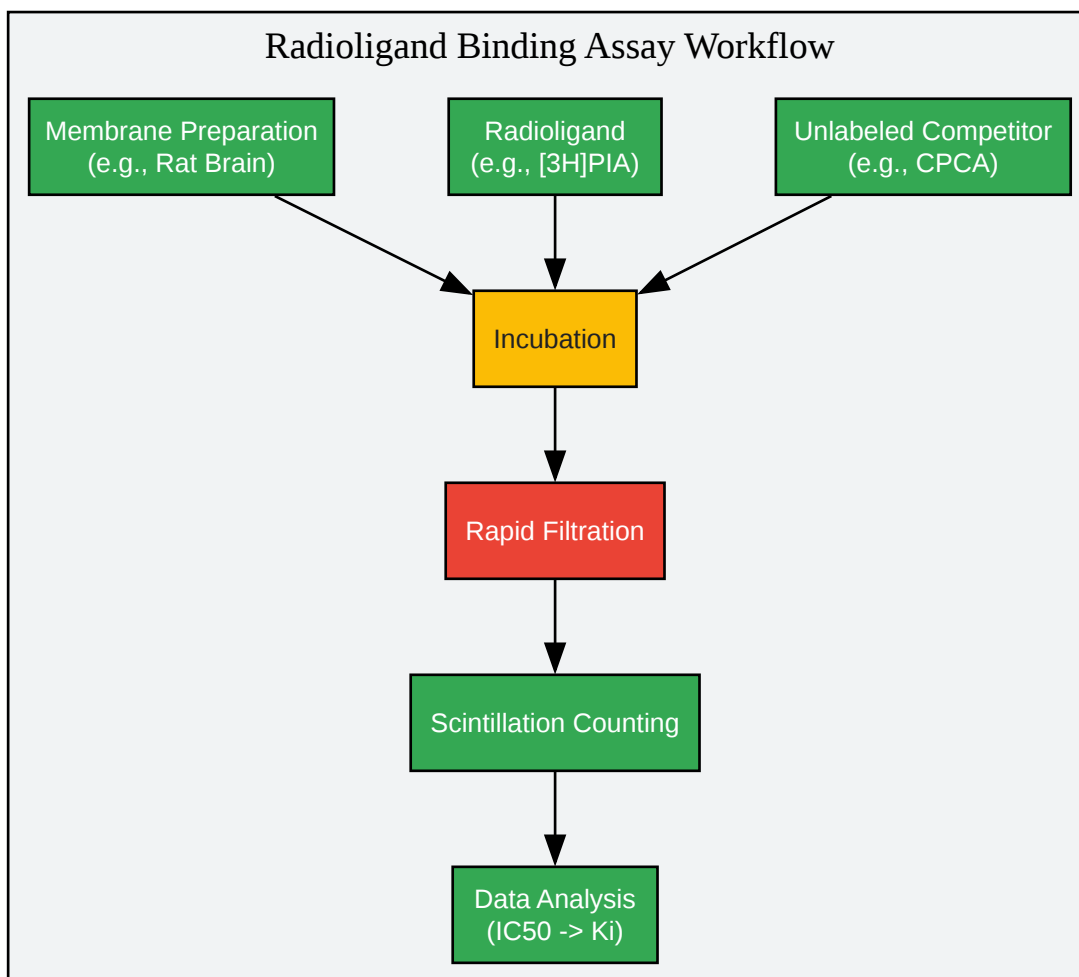 Radioligand Binding Assay Workflow
Membrane Preparation
(e.g., Rat Brain)
Radioligand
(e.g., [3H]PIA)
Unlabeled Competitor
(e.g., CPCA)
Incubation
Rapid Filtration
Scintillation Counting
Data Analysis
(IC50 -> Ki)